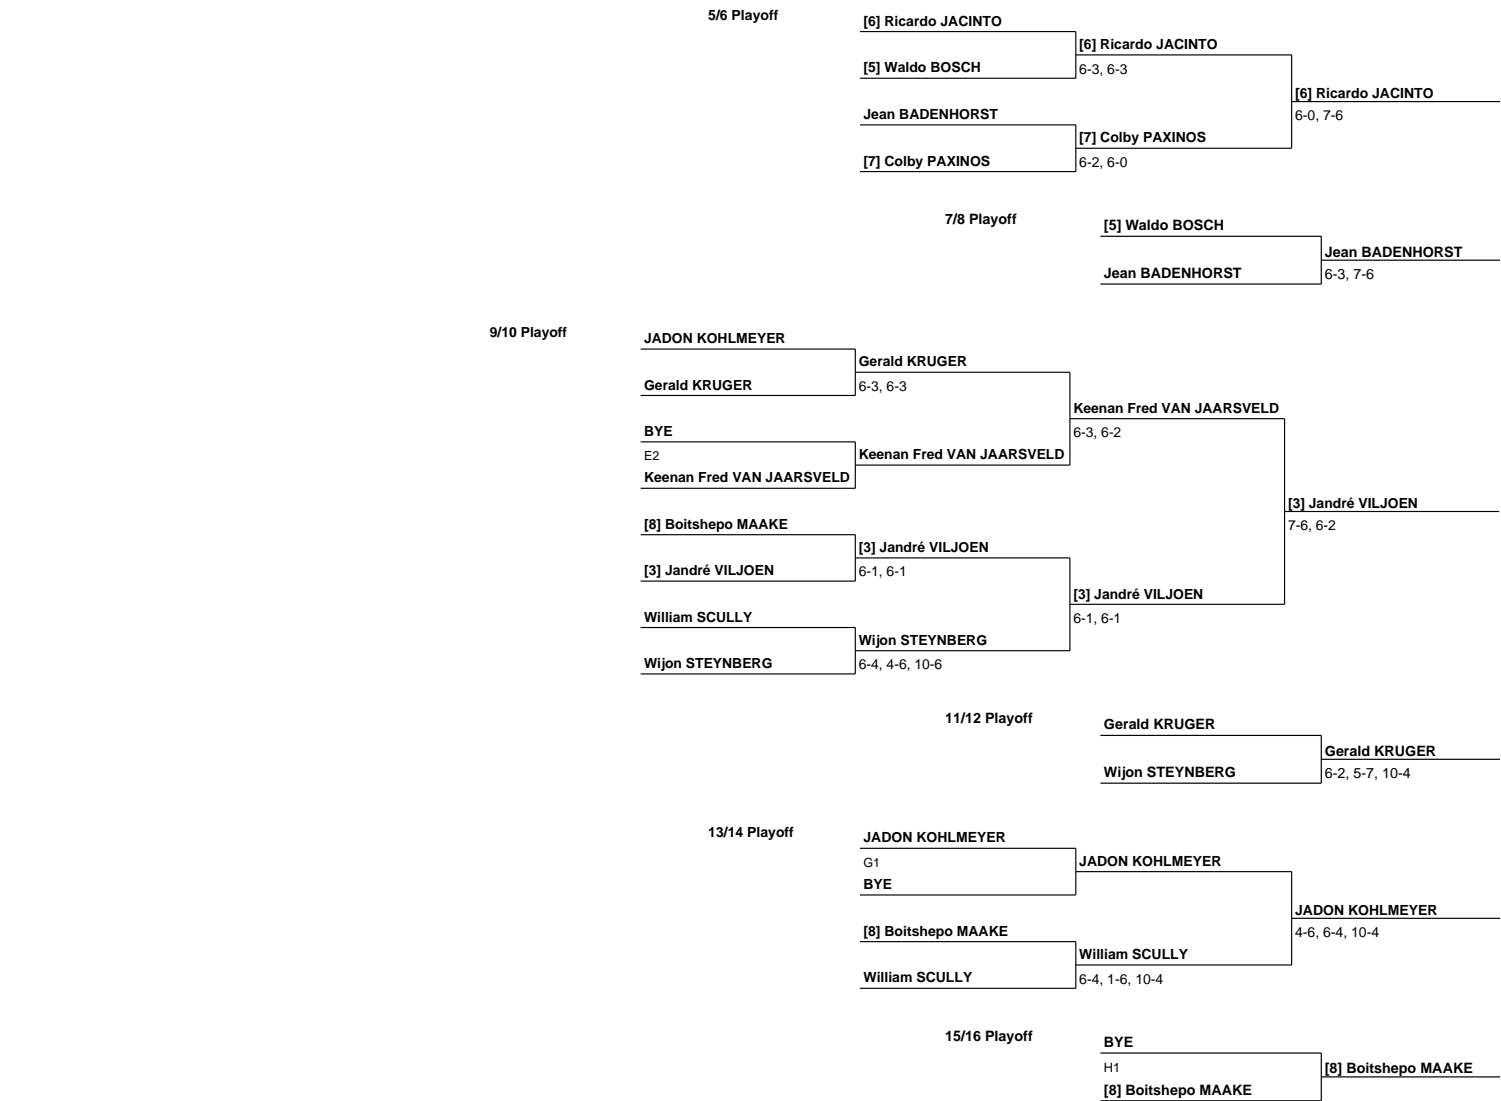 5/6 Playoff
[6] Ricardo JACINTO
[6] Ricardo JACINTO
[5] Waldo BOSCH
6-3, 6-3
[6] Ricardo JACINTO
Jean BADENHORST
6-0, 7-6
[7] Colby PAXINOS
[7] Colby PAXINOS
6-2, 6-0
7/8 Playoff
[5] Waldo BOSCH
Jean BADENHORST
Jean BADENHORST
6-3, 7-6
9/10 Playoff
JADON KOHLMEYER
Gerald KRUGER
Gerald KRUGER
6-3, 6-3
Keenan Fred VAN JAARSVELD
BYE
6-3, 6-2
E2
Keenan Fred VAN JAARSVELD
Keenan Fred VAN JAARSVELD
[3] Jandré VILJOEN
[8] Boitshepo MAAKE
7-6, 6-2
[3] Jandré VILJOEN
[3] Jandré VILJOEN
6-1, 6-1
[3] Jandré VILJOEN
William SCULLY
6-1, 6-1
Wijon STEYNBERG
Wijon STEYNBERG
6-4, 4-6, 10-6
11/12 Playoff
Gerald KRUGER
Gerald KRUGER
Wijon STEYNBERG
6-2, 5-7, 10-4
13/14 Playoff
JADON KOHLMEYER
G1
JADON KOHLMEYER
BYE
JADON KOHLMEYER
[8] Boitshepo MAAKE
4-6, 6-4, 10-4
William SCULLY
William SCULLY
6-4, 1-6, 10-4
15/16 Playoff
BYE
H1
[8] Boitshepo MAAKE
[8] Boitshepo MAAKE